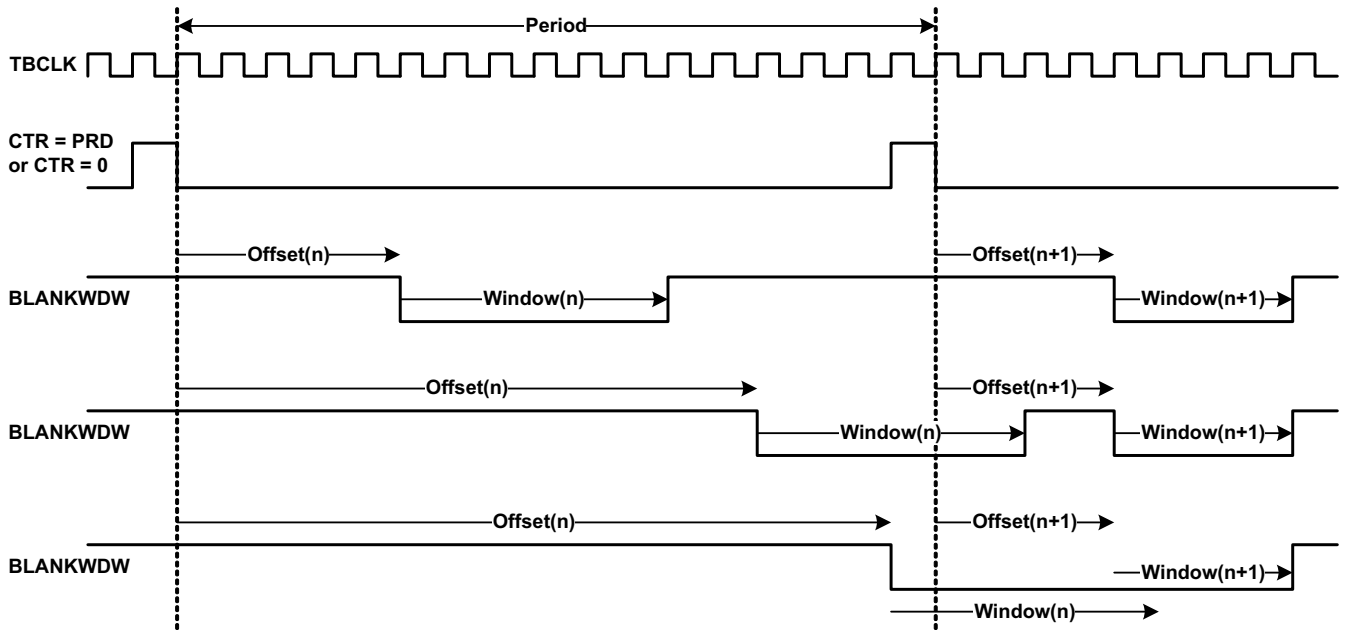 Period
TBCLK
CTR = PRD
or CTR = 0
Offset(n)
Offset(n+1)
BLANKWDW
Window(n)
Window(n+1)
Offset(n)
Offset(n+1)
BLANKWDW
Window(n)
Window(n+1)
Offset(n)
Offset(n+1)
BLANKWDW
Window(n+1)
Window(n)